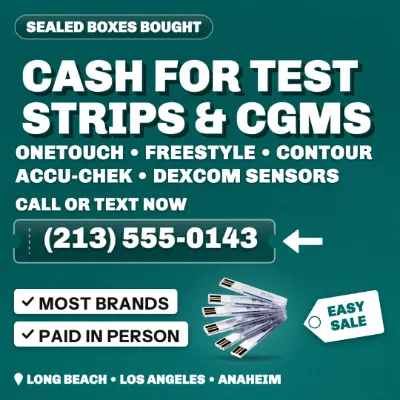 SEALED BOXES BOUGHT
CASH FOR TEST
STRIPS & CGMS
ONETOUCH • FREESTYLE • CONTOUR
ACCU-CHEK • DEXCOM SENSORS
CALL OR TEXT NOW
(213) 555-0143
MOST BRANDS
PAID IN PERSON
EASY
SALE
LONG BEACH • LOS ANGELES • ANAHEIM